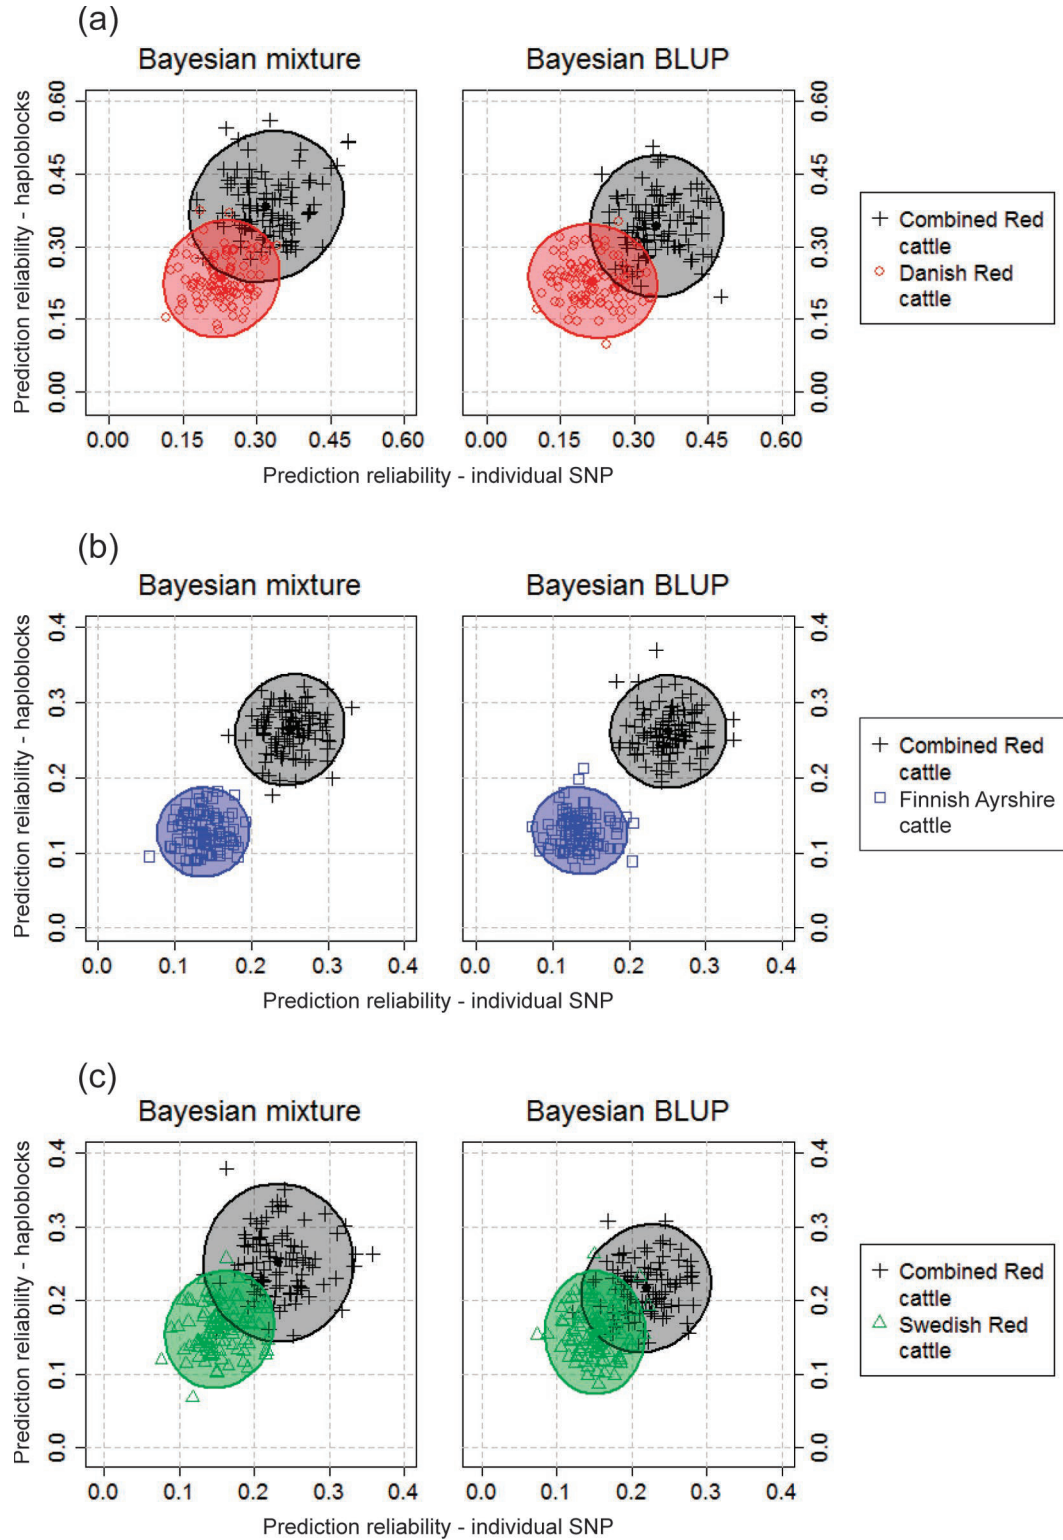 (a)
Bayesian mixture
Bayesian BLUP
Prediction reliability - haploblocks
0.60
0.45
0.30
0.15
0.00
0.60
0.45
0.30
0.15
0.00
0.00 0.15 0.30 0.45 0.60
0.00 0.15 0.30 0.45 0.60
Prediction reliability - individual SNP
Combined Red
cattle
Danish Red
cattle
(b)
Bayesian mixture
Bayesian BLUP
Prediction reliability - haploblocks
0.4
0.3
0.2
0.1
0.0
0.4
0.3
0.2
0.1
0.0
0.0 0.1 0.2 0.3 0.4
0.0 0.1 0.2 0.3 0.4
Prediction reliability - individual SNP
Combined Red
cattle
Finnish Ayrshire
cattle
(c)
Bayesian mixture
Bayesian BLUP
Prediction reliability - haploblocks
0.4
0.3
0.2
0.1
0.0
0.4
0.3
0.2
0.1
0.0
0.0 0.1 0.2 0.3 0.4
0.0 0.1 0.2 0.3 0.4
Prediction reliability - individual SNP
Combined Red
cattle
Swedish Red
cattle